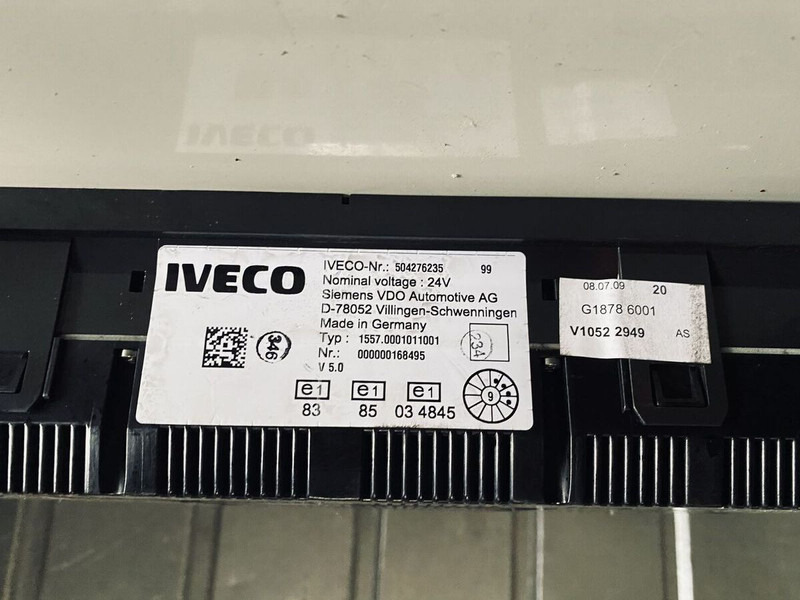 IVECO
IVECO-Nr.: 504276235 99
Nominal voltage : 24V
Siemens VDO Automotive AG
D-78052 Villingen-Schwenningen
Made in Germany
Typ : 1557.0001011001
Nr.: 000000168495
V 5.0
346
234
e1 e1 e1
83 85 03 4845
9
08.07.09 20
G1878 6001
V1052 2949 AS
IVECO